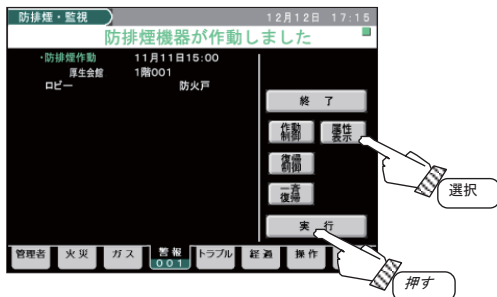 防排煙・監視 12月12日 17:15
防排煙機器が作動しました
・防排煙作動 11月11日15:00
厚生会館 1階001
ロビー 防火戸
終 了
作動制御 属性表示
復帰制御
一斉復帰
実 行
選択
管理者 火災 ガス 警報 001 トラブル 経過 操作
押す